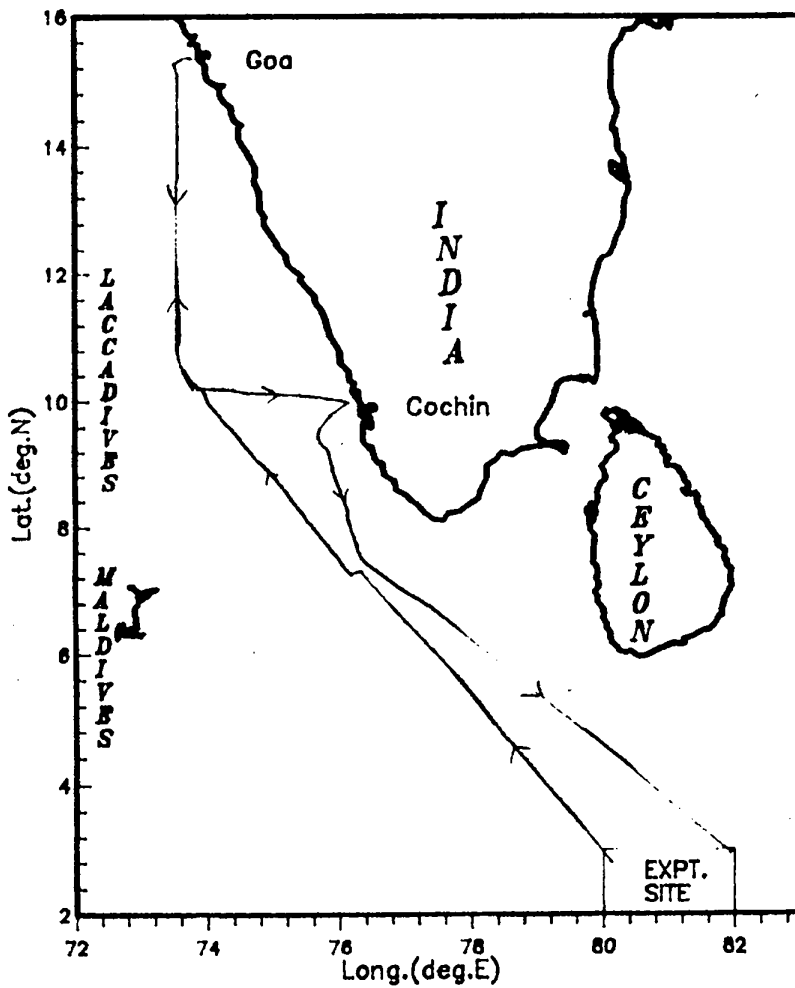 16
14
12
10
8
6
4
2
Lat.(deg.N)
72
74
76
78
80
82
Long.(deg.E)
Goa
INDIA
LACCADIVES
Cochin
CEYLON
MALDIVES
EXPT.
SITE